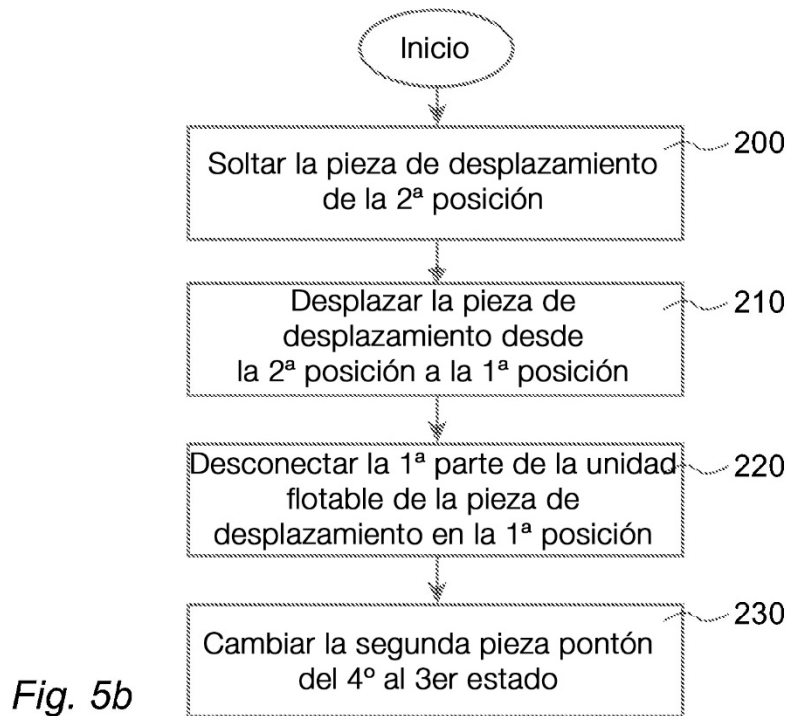 Inicio
200
Soltar la pieza de desplazamiento
de la 2ª posición
210
Desplazar la pieza de
desplazamiento desde
la 2ª posición a la 1ª posición
220
Desconectar la 1ª parte de la unidad
flotable de la pieza de
desplazamiento en la 1ª posición
230
Cambiar la segunda pieza pontón
del 4º al 3er estado
Fig. 5b